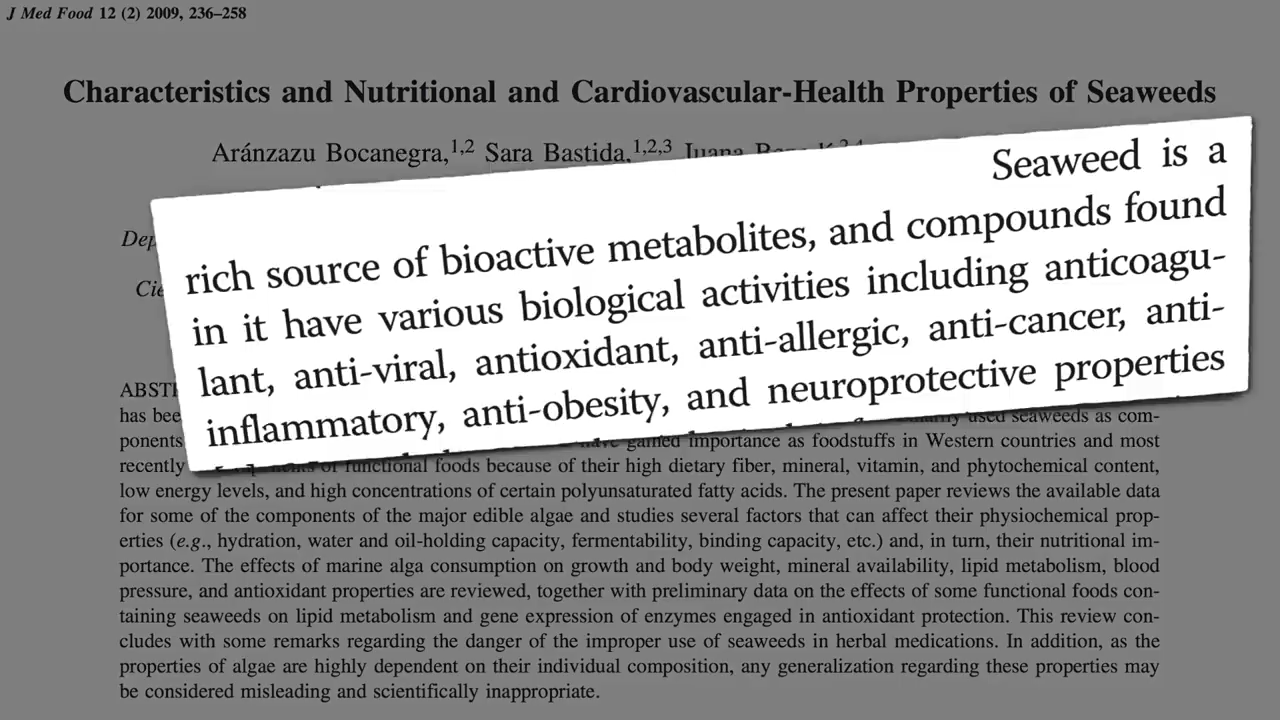 J Med Food 12 (2) 2009, 236–258
Characteristics and Nutritional and Cardiovascular-Health Properties of Seaweeds
Aránzazu Bocanegra,1,2 Sara Bastida,1,2,3 Juana
Seaweed is a
rich source of bioactive metabolites, and compounds found
in it have various biological activities including anticoagu-
lant, anti-viral, antioxidant, anti-allergic, anti-cancer, anti-
inflammatory, anti-obesity, and neuroprotective properties
has
used seaweeds as com-
ponents
have gained importance as foodstuffs in Western countries and most
recently
of functional foods because of their high dietary fiber, mineral, vitamin, and phytochemical content,
low energy levels, and high concentrations of certain polyunsaturated fatty acids. The present paper reviews the available data
for some of the components of the major edible algae and studies several factors that can affect their physiochemical prop-
erties (e.g., hydration, water and oil-holding capacity, fermentability, binding capacity, etc.) and, in turn, their nutritional im-
portance. The effects of marine alga consumption on growth and body weight, mineral availability, lipid metabolism, blood
pressure, and antioxidant properties are reviewed, together with preliminary data on the effects of some functional foods con-
taining seaweeds on lipid metabolism and gene expression of enzymes engaged in antioxidant protection. This review con-
cludes with some remarks regarding the danger of the improper use of seaweeds in herbal medications. In addition, as the
properties of algae are highly dependent on their individual composition, any generalization regarding these properties may
be considered misleading and scientifically inappropriate.